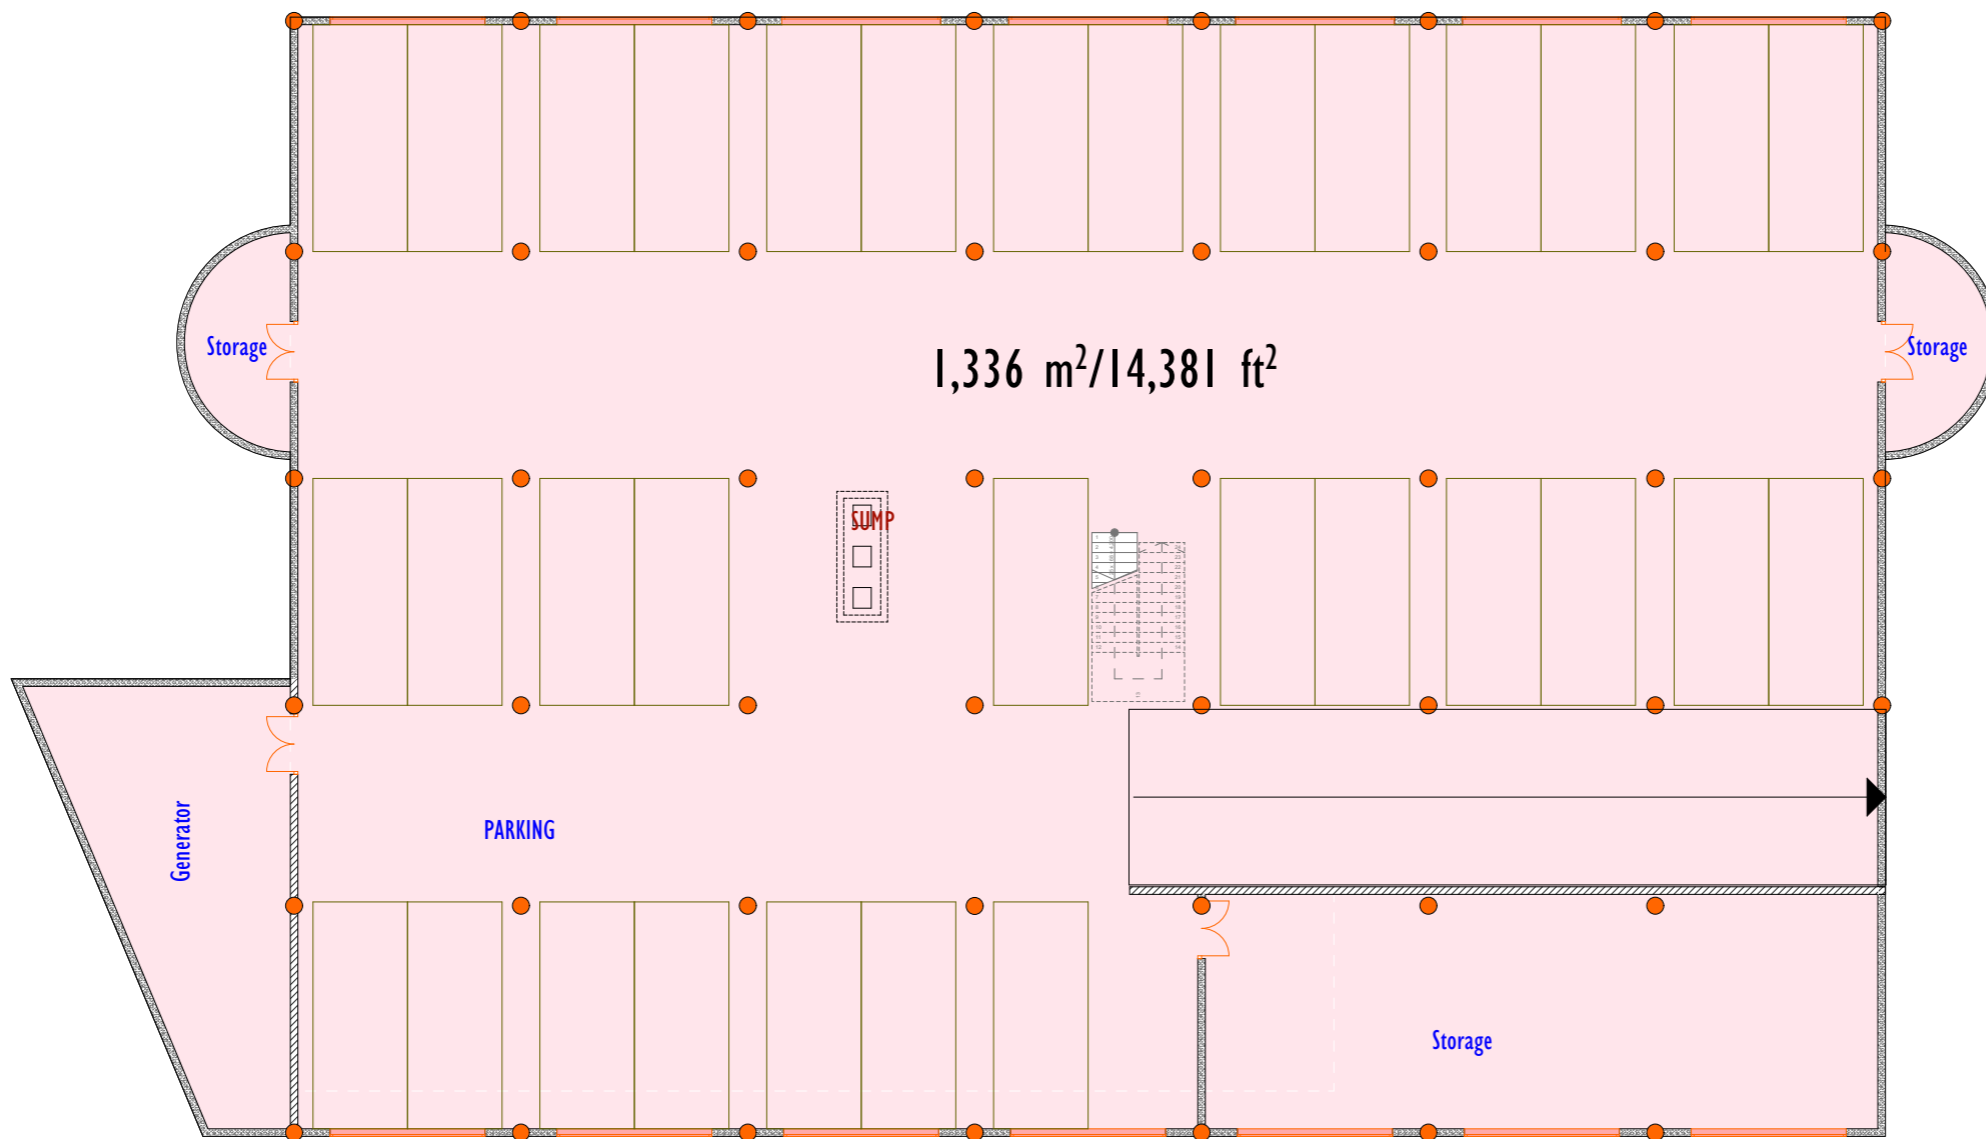 Storage
1,336 m²/14,381 ft²
Storage
SUMP
Generator
PARKING
Storage